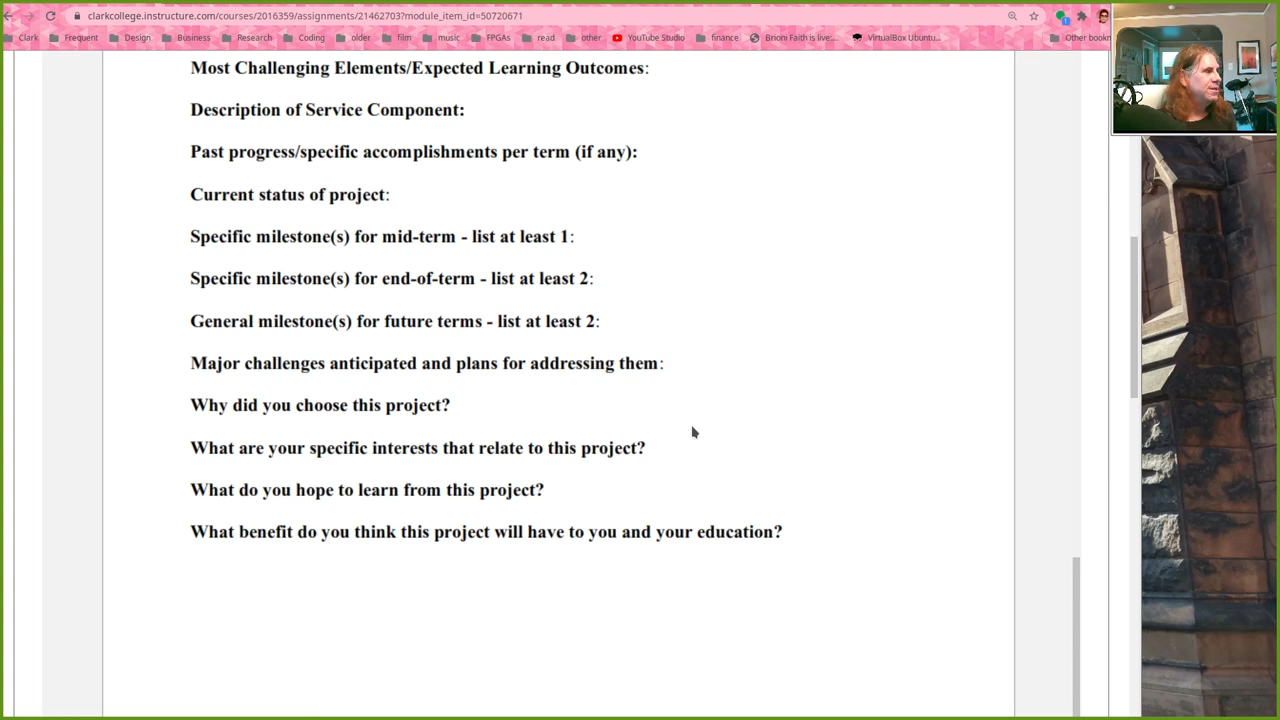 clarkcollege.instructure.com/courses/2016359/assignments/21462703?module_item_id=50720671
Clark Frequent Design Business Research Coding older film music FPGAs read other YouTube Studio finance Brioni Faith is live:... VirtualBox Ubuntu... Other bookn
Most Challenging Elements/Expected Learning Outcomes:
Description of Service Component:
Past progress/specific accomplishments per term (if any):
Current status of project:
Specific milestone(s) for mid-term - list at least 1:
Specific milestone(s) for end-of-term - list at least 2:
General milestone(s) for future terms - list at least 2:
Major challenges anticipated and plans for addressing them:
Why did you choose this project?
What are your specific interests that relate to this project?
What do you hope to learn from this project?
What benefit do you think this project will have to you and your education?